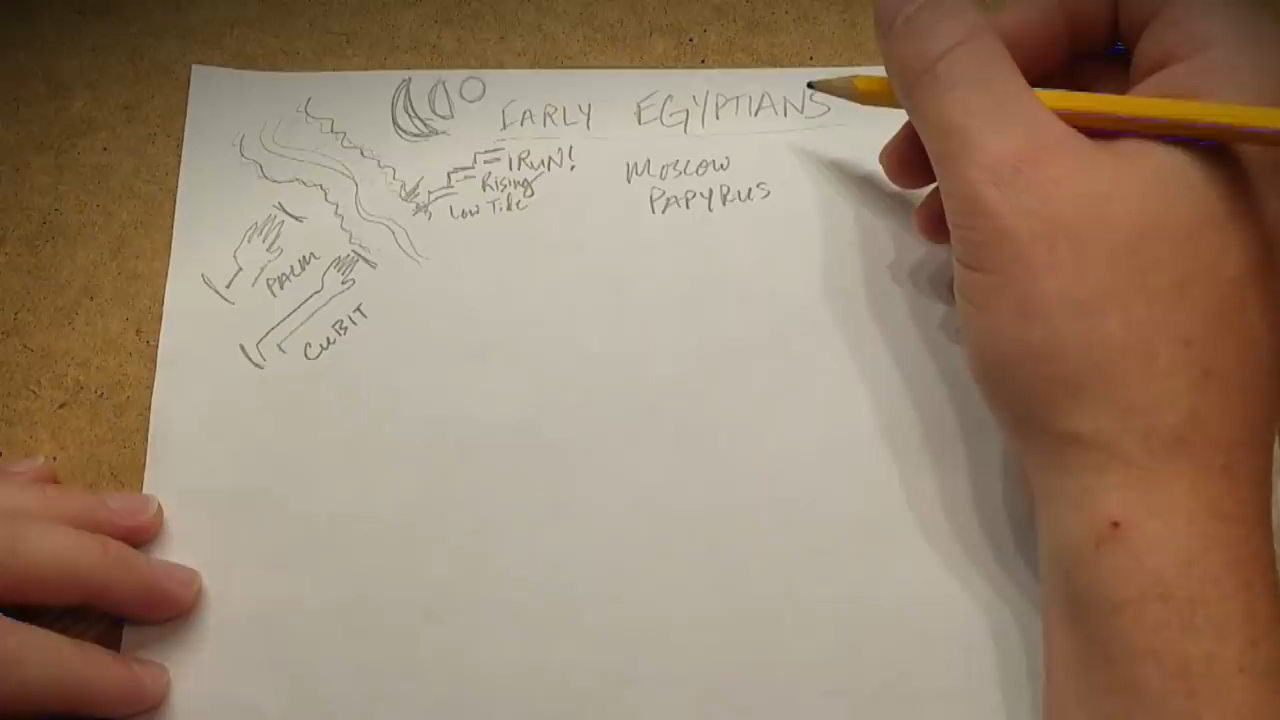 EARLY EGYPTIANS
RUN!
Rising
Low Tide
MOSCOW
PAPYRUS
PALM
CUBIT